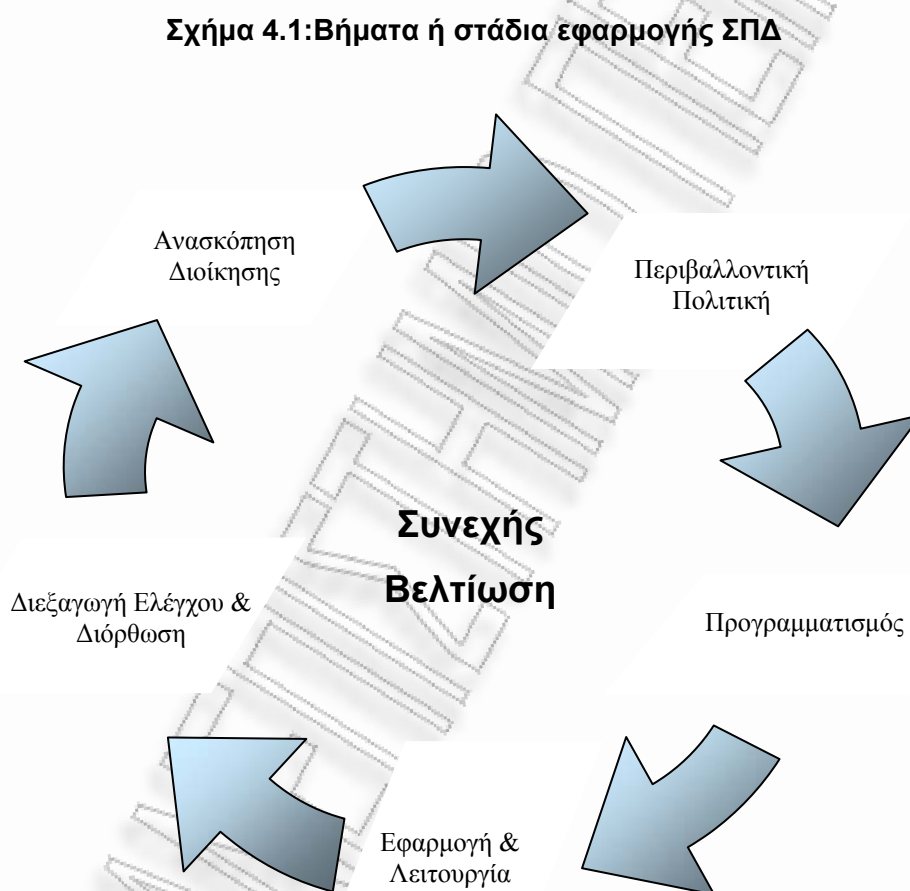 Σχήμα 4.1:Βήματα ή στάδια εφαρμογής ΣΠΔ
Ανασκόπηση
Διοίκησης
Περιβαλλοντική
Πολιτική
Συνεχής
Βελτίωση
Διεξαγωγή Ελέγχου &
Διόρθωση
Προγραμματισμός
Εφαρμογή &
Λειτουργία